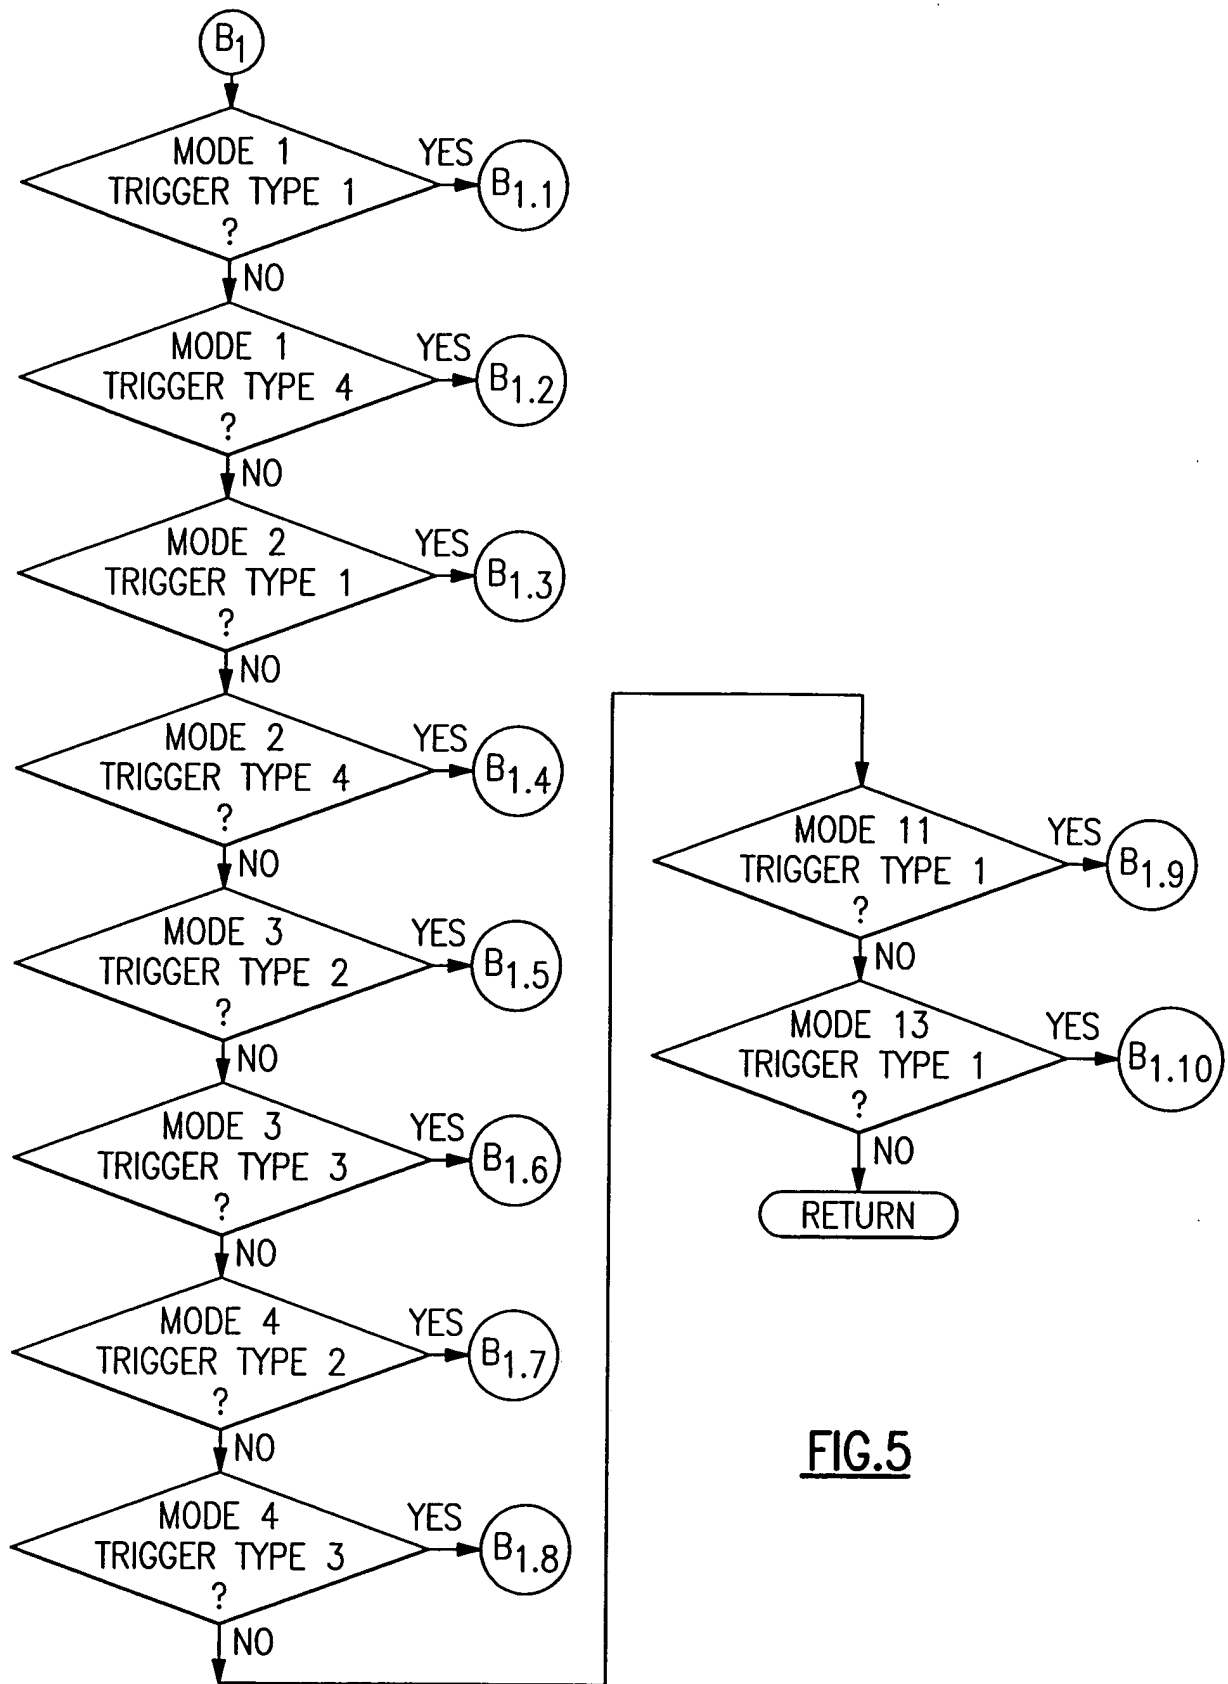 B1
MODE 1
TRIGGER TYPE 1
?
YES
B1.1
NO
MODE 1
TRIGGER TYPE 4
?
YES
B1.2
NO
MODE 2
TRIGGER TYPE 1
?
YES
B1.3
NO
MODE 2
TRIGGER TYPE 4
?
YES
B1.4
NO
MODE 3
TRIGGER TYPE 2
?
YES
B1.5
NO
MODE 3
TRIGGER TYPE 3
?
YES
B1.6
NO
MODE 4
TRIGGER TYPE 2
?
YES
B1.7
NO
MODE 4
TRIGGER TYPE 3
?
YES
B1.8
NO
MODE 11
TRIGGER TYPE 1
?
YES
B1.9
NO
MODE 13
TRIGGER TYPE 1
?
YES
B1.10
NO
RETURN
FIG.5